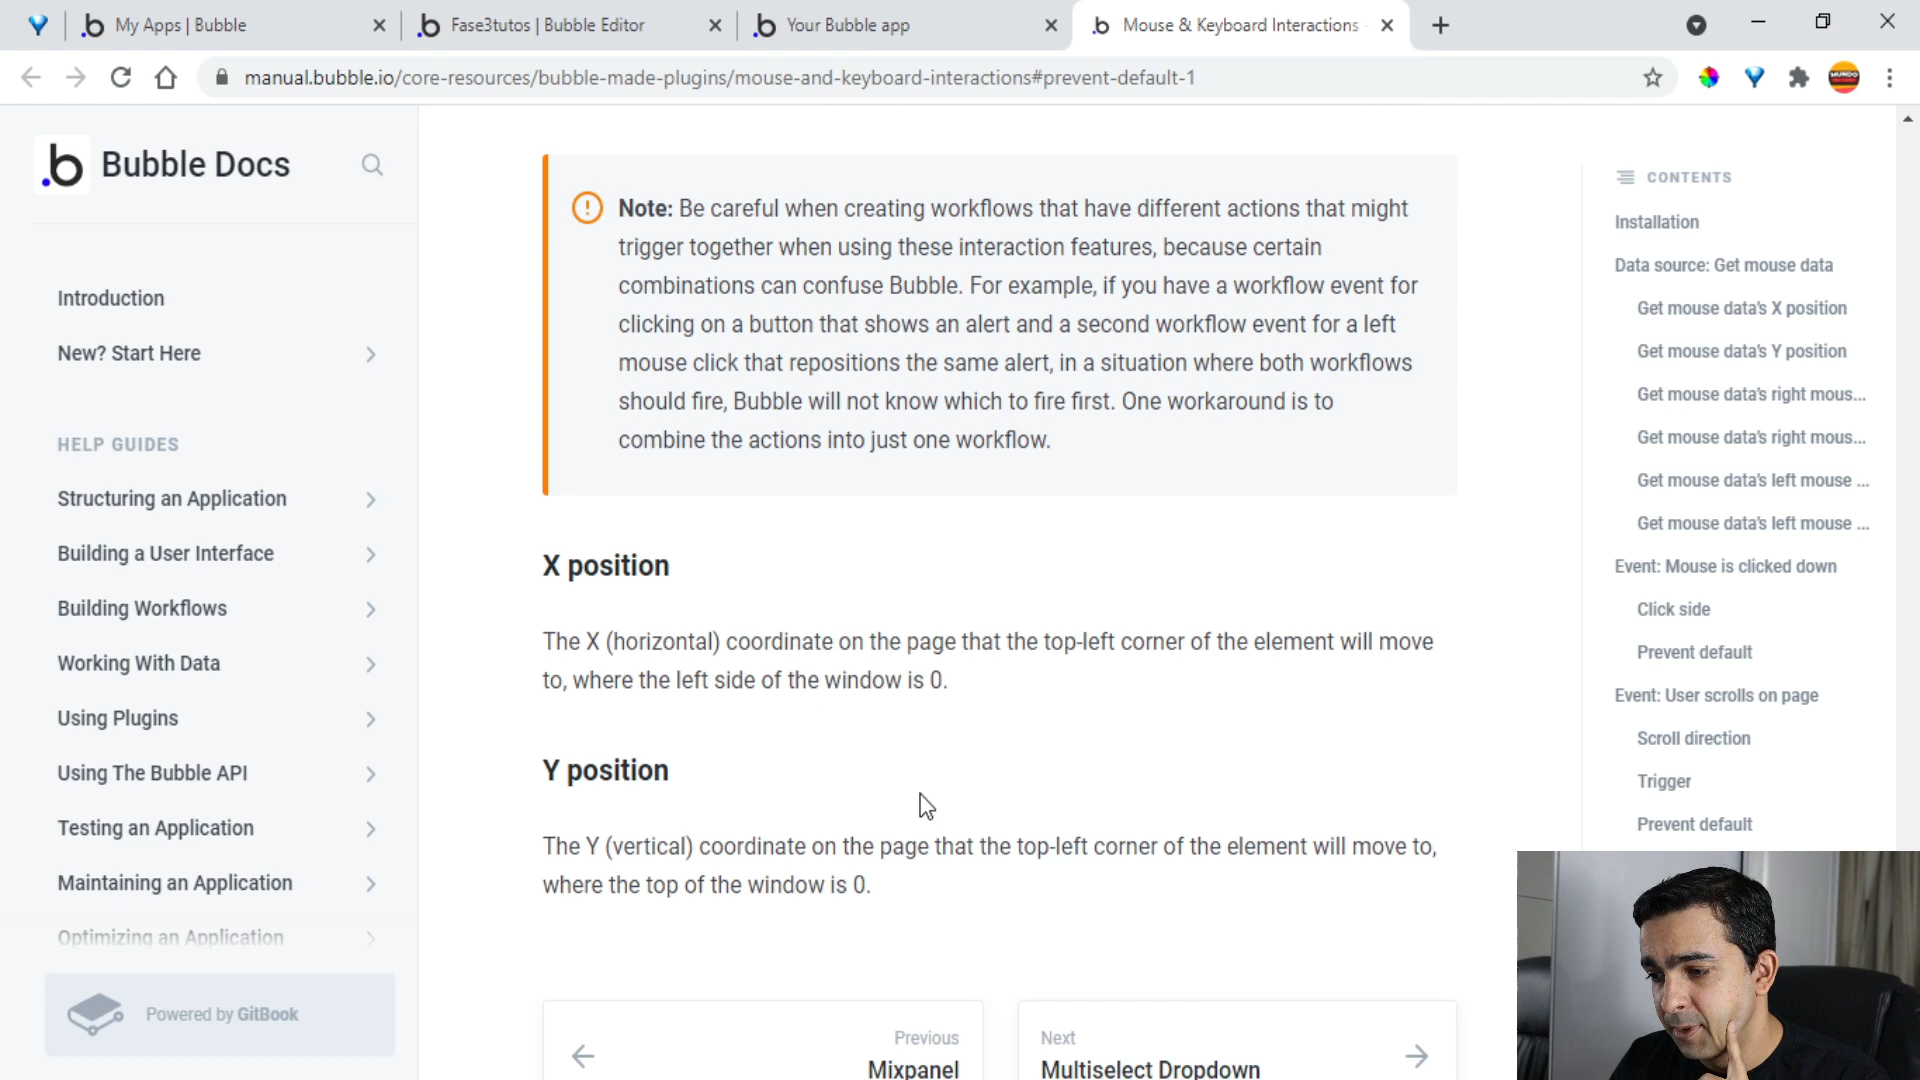 My Apps | Bubble
Fase3tutos | Bubble Editor
Your Bubble app
Mouse & Keyboard Interactions
manual.bubble.io/core-resources/bubble-made-plugins/mouse-and-keyboard-interactions#prevent-default-1
.b Bubble Docs
Introduction
New? Start Here
HELP GUIDES
Structuring an Application
Building a User Interface
Building Workflows
Working With Data
Using Plugins
Using The Bubble API
Testing an Application
Maintaining an Application
Optimizing an Application
Powered by GitBook
Note: Be careful when creating workflows that have different actions that might
trigger together when using these interaction features, because certain
combinations can confuse Bubble. For example, if you have a workflow event for
clicking on a button that shows an alert and a second workflow event for a left
mouse click that repositions the same alert, in a situation where both workflows
should fire, Bubble will not know which to fire first. One workaround is to
combine the actions into just one workflow.
X position
The X (horizontal) coordinate on the page that the top-left corner of the element will move
to, where the left side of the window is 0.
Y position
The Y (vertical) coordinate on the page that the top-left corner of the element will move to,
where the top of the window is 0.
Previous
Mixpanel
Next
Multiselect Dropdown
CONTENTS
Installation
Data source: Get mouse data
Get mouse data's X position
Get mouse data's Y position
Get mouse data's right mous...
Get mouse data's right mous...
Get mouse data's left mouse ...
Get mouse data's left mouse ...
Event: Mouse is clicked down
Click side
Prevent default
Event: User scrolls on page
Scroll direction
Trigger
Prevent default